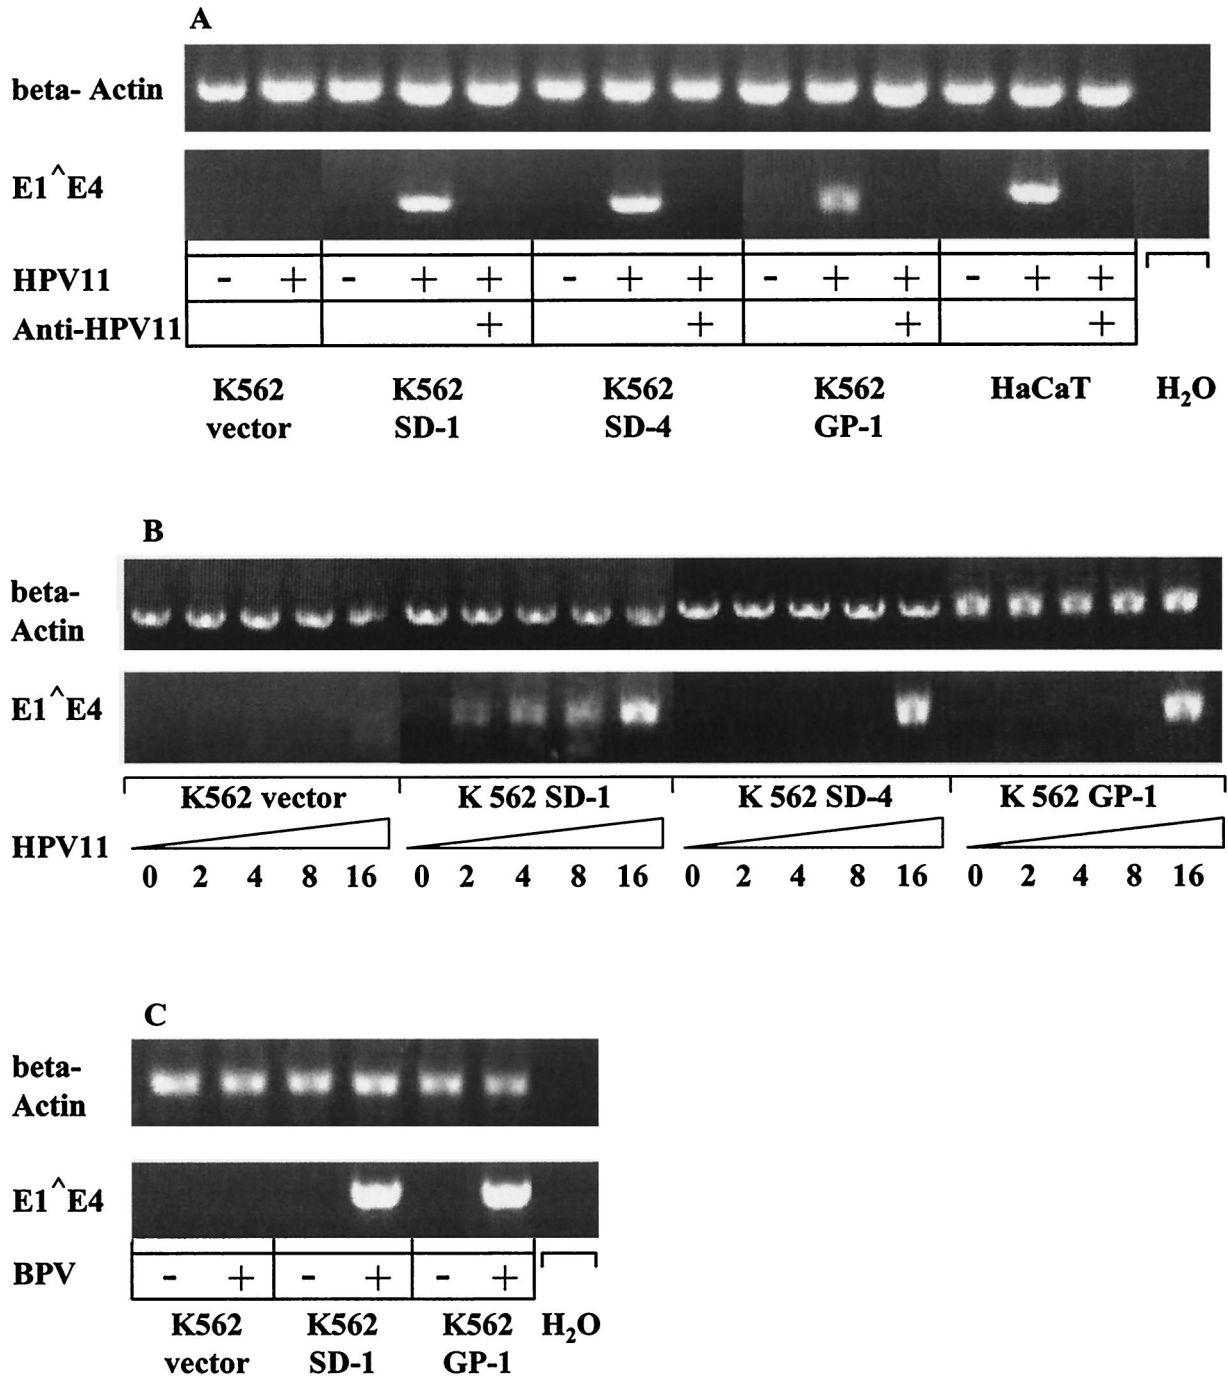 A
beta- Actin
E1^E4
HPV11 - + - + + - + + - + + - + +
Anti-HPV11 + + + +
K562 K562 K562 K562 HaCaT H₂O
vector SD-1 SD-4 GP-1
B
beta-
Actin
E1^E4
K562 vector K 562 SD-1 K 562 SD-4 K 562 GP-1
HPV11
0 2 4 8 16 0 2 4 8 16 0 2 4 8 16 0 2 4 8 16
C
beta-
Actin
E1^E4
BPV - + - + - +
K562 K562 K562 H₂O
vector SD-1 GP-1